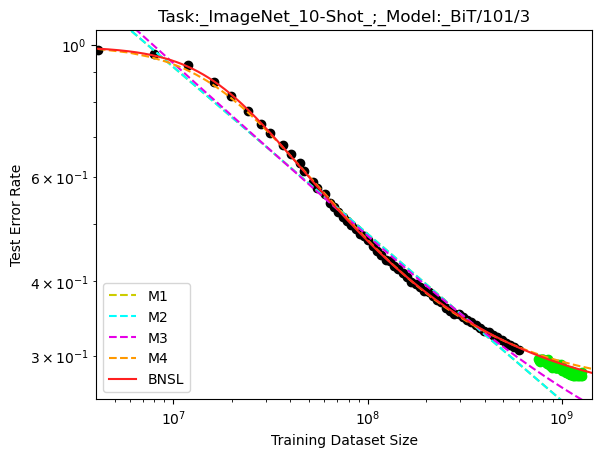 Task:_ImageNet_10-Shot_;_Model:_BiT/101/3
Test Error Rate
10⁰
6 × 10⁻¹
4 × 10⁻¹
3 × 10⁻¹
M1
M2
M3
M4
BNSL
10⁷
10⁸
10⁹
Training Dataset Size